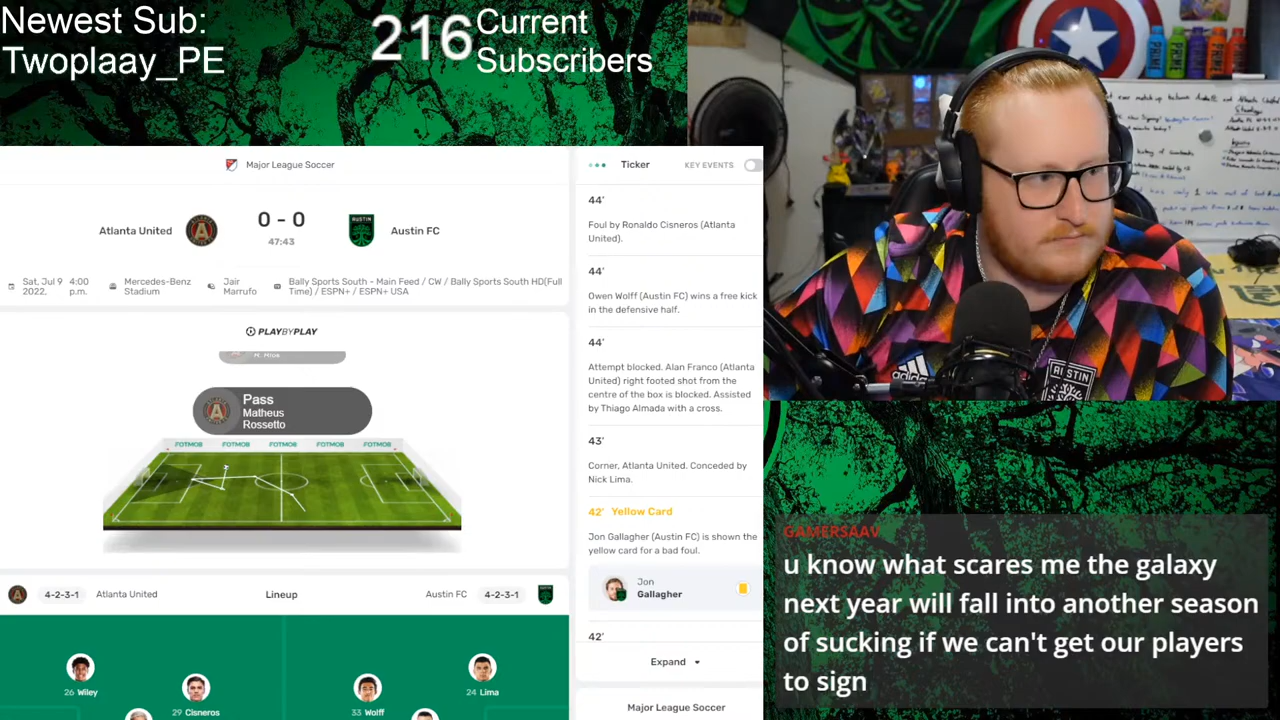 Newest Sub:
Twoplaay_PE
216
Current
Subscribers
Major League Soccer
Atlanta United
0 - 0
47:43
Austin FC
Sat, Jul 9
2022,
4:00
p.m.
Mercedes-Benz
Stadium
Jair
Marrufo
Bally Sports South - Main Feed / CW / Bally Sports South HD(Full
Time) / ESPN+ / ESPN+ USA
PLAYBYPLAY
Pass
Matheus
Rossetto
FOTMOB FOTMOB FOTMOB FOTMOB FOTMOB
4-2-3-1 Atlanta United Lineup Austin FC 4-2-3-1
26 Wiley
29 Cisneros
33 Wolff
24 Lima
Ticker KEY EVENTS
44'
Foul by Ronaldo Cisneros (Atlanta
United).
44'
Owen Wolff (Austin FC) wins a free kick
in the defensive half.
44'
Attempt blocked. Alan Franco (Atlanta
United) right footed shot from the
centre of the box is blocked. Assisted
by Thiago Almada with a cross.
43'
Corner, Atlanta United. Conceded by
Nick Lima.
42' Yellow Card
Jon Gallagher (Austin FC) is shown the
yellow card for a bad foul.
Jon
Gallagher
42'
Expand
Major League Soccer
PRIME
adidas
AUSTIN
GAMERSAAV
u know what scares me the galaxy
next year will fall into another season
of sucking if we can't get our players
to sign